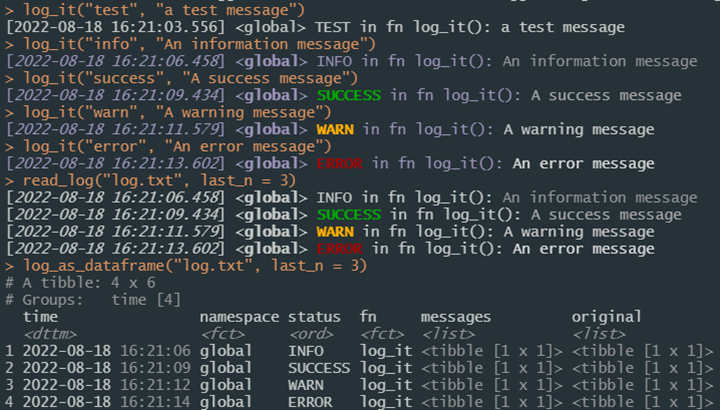 > log_it("test", "a test message")
[2022-08-18 16:21:03.556] <global> TEST in fn log_it(): a test message
> log_it("info", "An information message")
[2022-08-18 16:21:06.458] <global> INFO in fn log_it(): An information message
> log_it("success", "A success message")
[2022-08-18 16:21:09.434] <global> SUCCESS in fn log_it(): A success message
> log_it("warn", "A warning message")
[2022-08-18 16:21:11.579] <global> WARN in fn log_it(): A warning message
> log_it("error", "An error message")
[2022-08-18 16:21:13.602] <global> ERROR in fn log_it(): An error message
> read_log("log.txt", last_n = 3)
[2022-08-18 16:21:06.458] <global> INFO in fn log_it(): An information message
[2022-08-18 16:21:09.434] <global> SUCCESS in fn log_it(): A success message
[2022-08-18 16:21:11.579] <global> WARN in fn log_it(): A warning message
[2022-08-18 16:21:13.602] <global> ERROR in fn log_it(): An error message
> log_as_dataframe("log.txt", last_n = 3)
# A tibble: 4 x 6
# Groups:   time [4]
  time                namespace status  fn     messages         original
  <dttm>              <fct>     <ord>   <fct>  <list>           <list>
1 2022-08-18 16:21:06 global    INFO    log_it <tibble [1 x 1]> <tibble [1 x 1]>
2 2022-08-18 16:21:09 global    SUCCESS log_it <tibble [1 x 1]> <tibble [1 x 1]>
3 2022-08-18 16:21:12 global    WARN    log_it <tibble [1 x 1]> <tibble [1 x 1]>
4 2022-08-18 16:21:14 global    ERROR   log_it <tibble [1 x 1]> <tibble [1 x 1]>